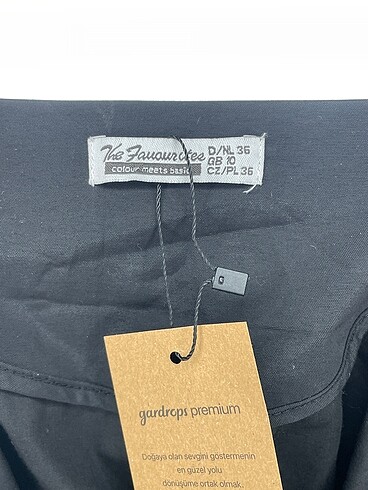 The Favourites
colour meets basic
D/NL 36
GB 10
CZ/PL 36
G
gardrops premium
Doğaya olan sevgini göstermenin
en güzel yolu
dönüşüme ortak olmak.